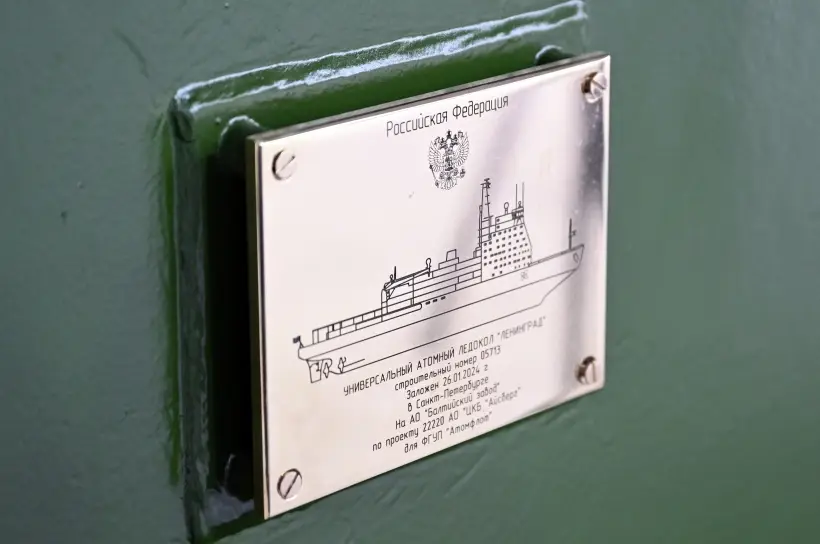 Российская Федерация
УНИВЕРСАЛЬНЫЙ АТОМНЫЙ ЛЕДОКОЛ "ЛЕНИНГРАД"
строительный номер 05713
Заложен 26.01.2024 г
в Санкт-Петербурге
На АО "Балтийский завод"
по проекту 22220 АО "ЦКБ "Айсберг"
для ФГУП "Атомфлот"